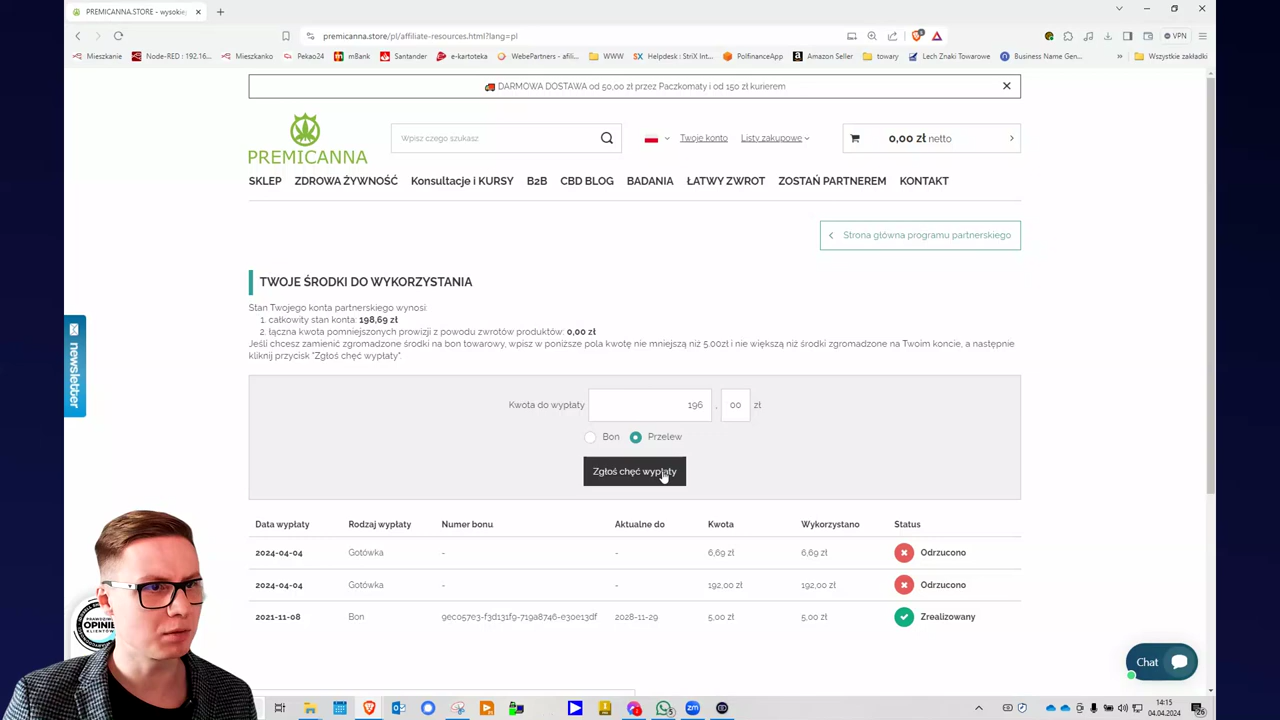 PREMICANNA.STORE - wysokiej
premicanna.store/pl/affiliate-resources.html?lang=pl
VPN
Mieszkanie
Node-RED : 192.16...
Mieszkanko
Pekao24
mBank
Santander
e-kartoteka
WebePartners - afili...
WWW
Helpdesk : StriX Int...
PolfinanceApp
Amazon Seller
towary
Lech Znaki Towarowe
Business Name Gen...
Wszystkie zakładki
DARMOWA DOSTAWA od 50,00 zł przez Paczkomaty i od 150 zł kurierem
PREMICANNA
Wpisz czego szukasz
Twoje konto
Listy zakupowe
0,00 zł netto
SKLEP ZDROWA ŻYWNOŚĆ Konsultacje i KURSY B2B CBD BLOG BADANIA ŁATWY ZWROT ZOSTAŃ PARTNEREM KONTAKT
Strona główna programu partnerskiego
TWOJE ŚRODKI DO WYKORZYSTANIA
Stan Twojego konta partnerskiego wynosi:
1. całkowity stan konta: 198,69 zł
2. łączna kwota pomniejszonych prowizji z powodu zwrotów produktów: 0,00 zł
Jeśli chcesz zamienić zgromadzone środki na bon towarowy, wpisz w poniższe pola kwotę nie mniejszą niż 5.00zł i nie większą niż środki zgromadzone na Twoim koncie, a następnie
kliknij przycisk "Zgłoś chęć wypłaty".
newsletter
Kwota do wypłaty 196 , 00 zł
Bon Przelew
Zgłoś chęć wypłaty
Data wypłaty Rodzaj wypłaty Numer bonu Aktualne do Kwota Wykorzystano Status
2024-04-04 Gotówka - - 6,69 zł 6,69 zł Odrzucono
2024-04-04 Gotówka - - 192,00 zł 192,00 zł Odrzucono
2021-11-08 Bon 9ec057e3-f3d131f9-719a8746-e30e13df 2028-11-29 5,00 zł 5,00 zł Zrealizowany
OPINIE
Chat
14:15
04.04.2024